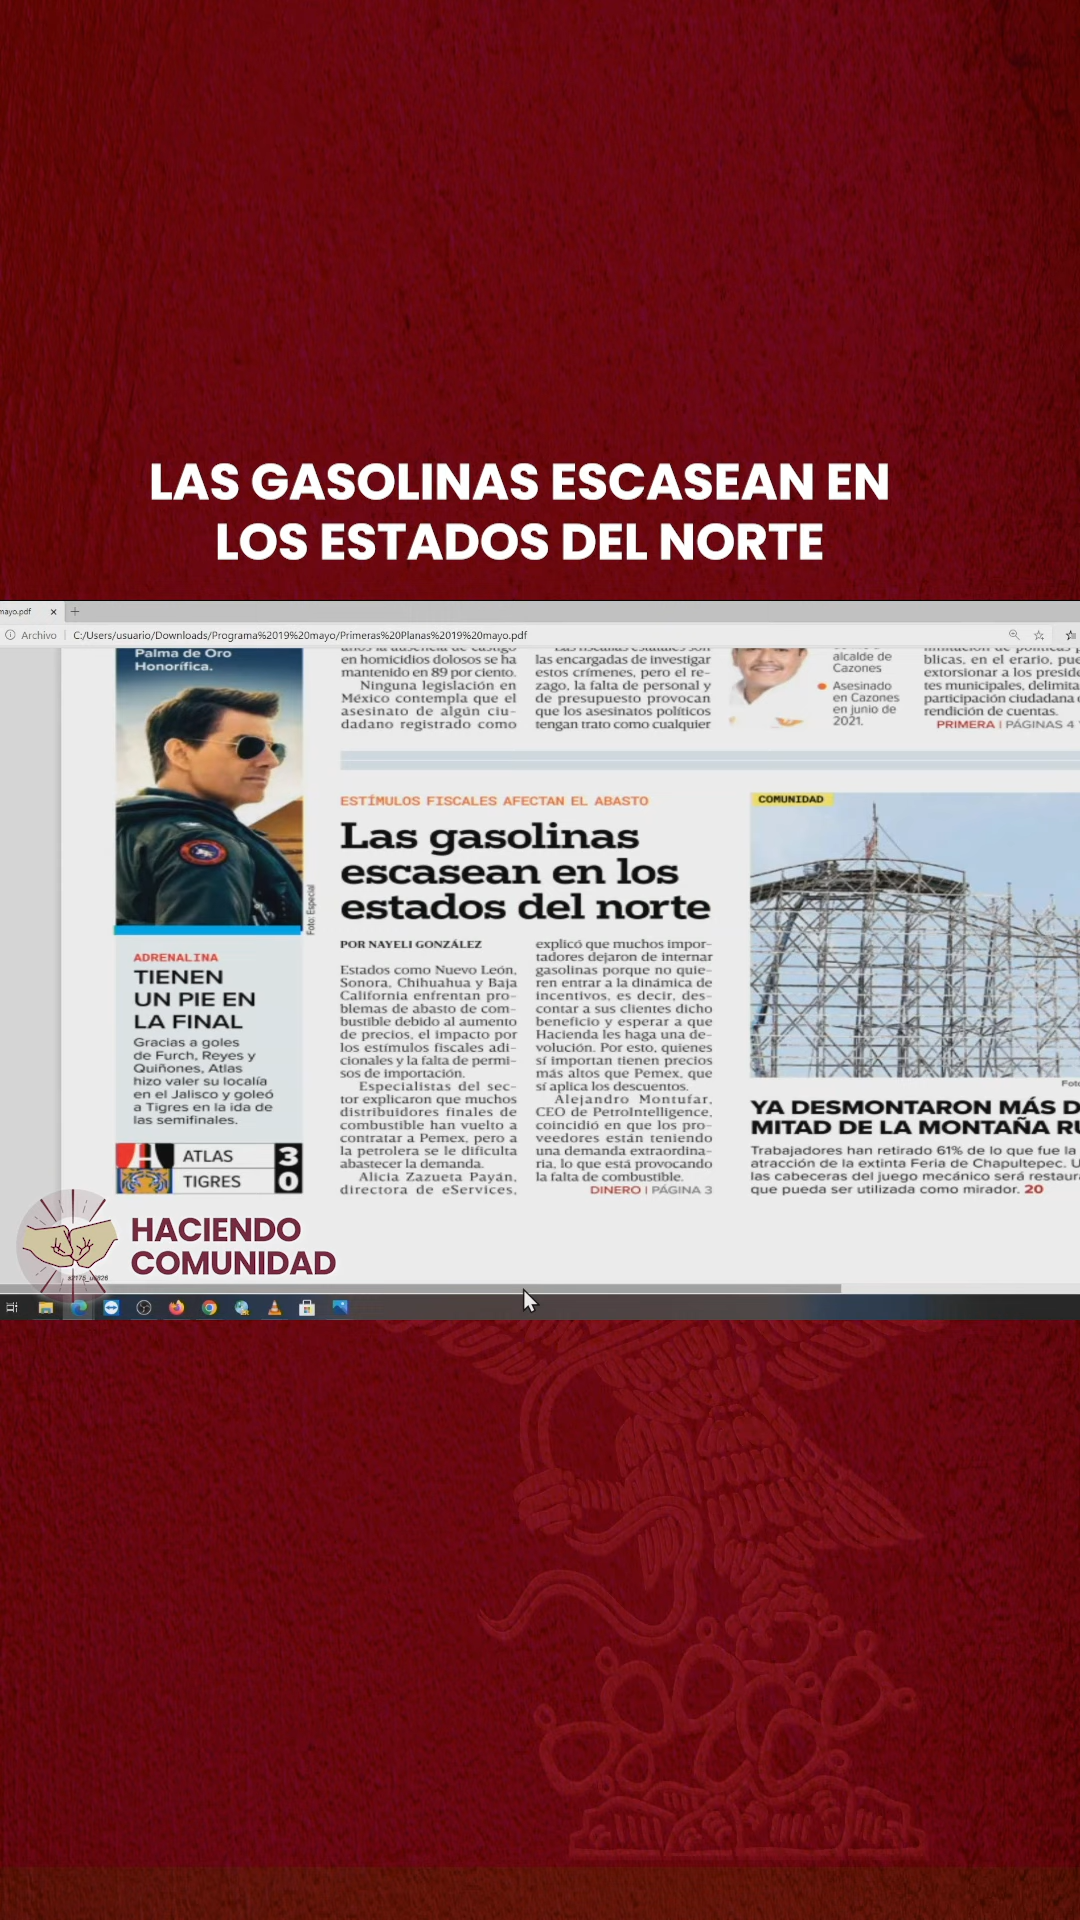 LAS GASOLINAS ESCASEAN EN
LOS ESTADOS DEL NORTE
mayo.pdf
Archivo
C:/Users/usuario/Downloads/Programa%2019%20mayo/Primeras%20Planas%2019%20mayo.pdf
Palma de Oro
Honorífica.
en homicidios dolosos se ha
mantenido en 89 por ciento.
Ninguna legislación en
México contempla que el
asesinato de algún ciu-
dadano registrado como
las encargadas de investigar
estos crímenes, pero el re-
zago, la falta de personal y
de presupuesto provocan
que los asesinatos políticos
tengan trato como cualquier
alcalde de
Cazones
Asesinado
en Cazones
en junio de
2021.
blicas, en el erario, pue
extorsionar a los preside
tes municipales, delimita
participación ciudadana
rendición de cuentas.
PRIMERA | PÁGINAS 4
Foto: Especial
ADRENALINA
TIENEN
UN PIE EN
LA FINAL
Gracias a goles
de Furch, Reyes y
Quiñones, Atlas
hizo valer su localía
en el Jalisco y goleó
a Tigres en la ida de
las semifinales.
ATLAS 3
TIGRES 0
ESTÍMULOS FISCALES AFECTAN EL ABASTO
Las gasolinas
escasean en los
estados del norte
POR NAYELI GONZÁLEZ
Estados como Nuevo León,
Sonora, Chihuahua y Baja
California enfrentan pro-
blemas de abasto de com-
bustible debido al aumento
de precios, el impacto por
los estímulos fiscales adi-
cionales y la falta de permi-
sos de importación.
Especialistas del sec-
tor explicaron que muchos
distribuidores finales de
combustible han vuelto a
contratar a Pemex, pero a
la petrolera se le dificulta
abastecer la demanda.
Alicia Zazueta Payán,
directora de eServices,
explicó que muchos impor-
tadores dejaron de internar
gasolinas porque no quie-
ren entrar a la dinámica de
incentivos, es decir, des-
contar a sus clientes dicho
beneficio y esperar a que
Hacienda les haga una de-
volución. Por esto, quienes
sí importan tienen precios
más altos que Pemex, que
sí aplica los descuentos.
Alejandro Montufar,
CEO de PetroIntelligence,
coincidió en que los pro-
veedores están teniendo
una demanda extraordina-
ria, lo que está provocando
la falta de combustible.
DINERO | PÁGINA 3
COMUNIDAD
YA DESMONTARON MÁS D
MITAD DE LA MONTAÑA RU
Trabajadores han retirado 61% de lo que fue la
atracción de la extinta Feria de Chapultepec. U
las cabeceras del juego mecánico será restaura
que pueda ser utilizada como mirador. 20
HACIENDO
COMUNIDAD